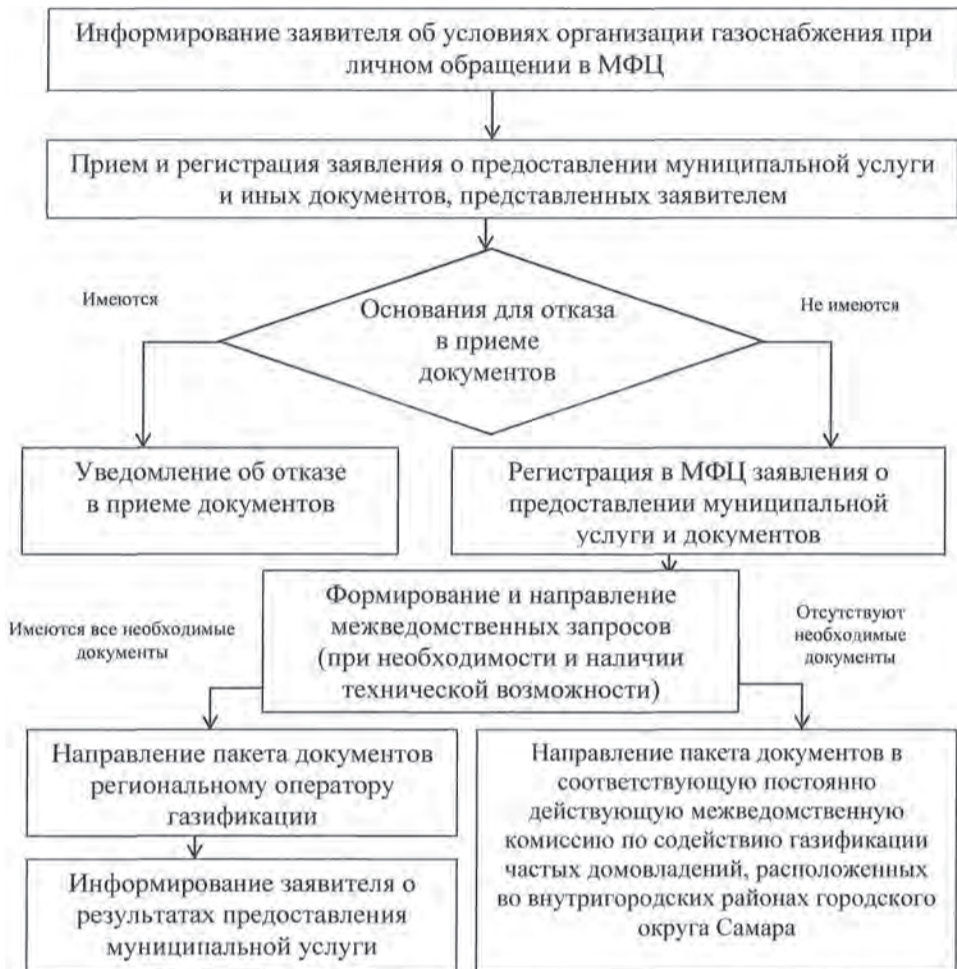 Информирование заявителя об условиях организации газоснабжения при
личном обращении в МФЦ
Прием и регистрация заявления о предоставлении муниципальной услуги
и иных документов, представленных заявителем
Имеются
Основания для отказа
в приеме
документов
Не имеются
Уведомление об отказе
в приеме документов
Регистрация в МФЦ заявления о
предоставлении муниципальной
услуги и документов
Имеются все необходимые
документы
Формирование и направление
межведомственных запросов
(при необходимости и наличии
технической возможности)
Отсутствуют
необходимые
документы
Направление пакета документов
региональному оператору
газификации
Информирование заявителя о
результатах предоставления
муниципальной услуги
Направление пакета документов в
соответствующую постоянно
действующую межведомственную
комиссию по содействию газификации
частых домовладений, расположенных
во внутригородских районах городского
округа Самара